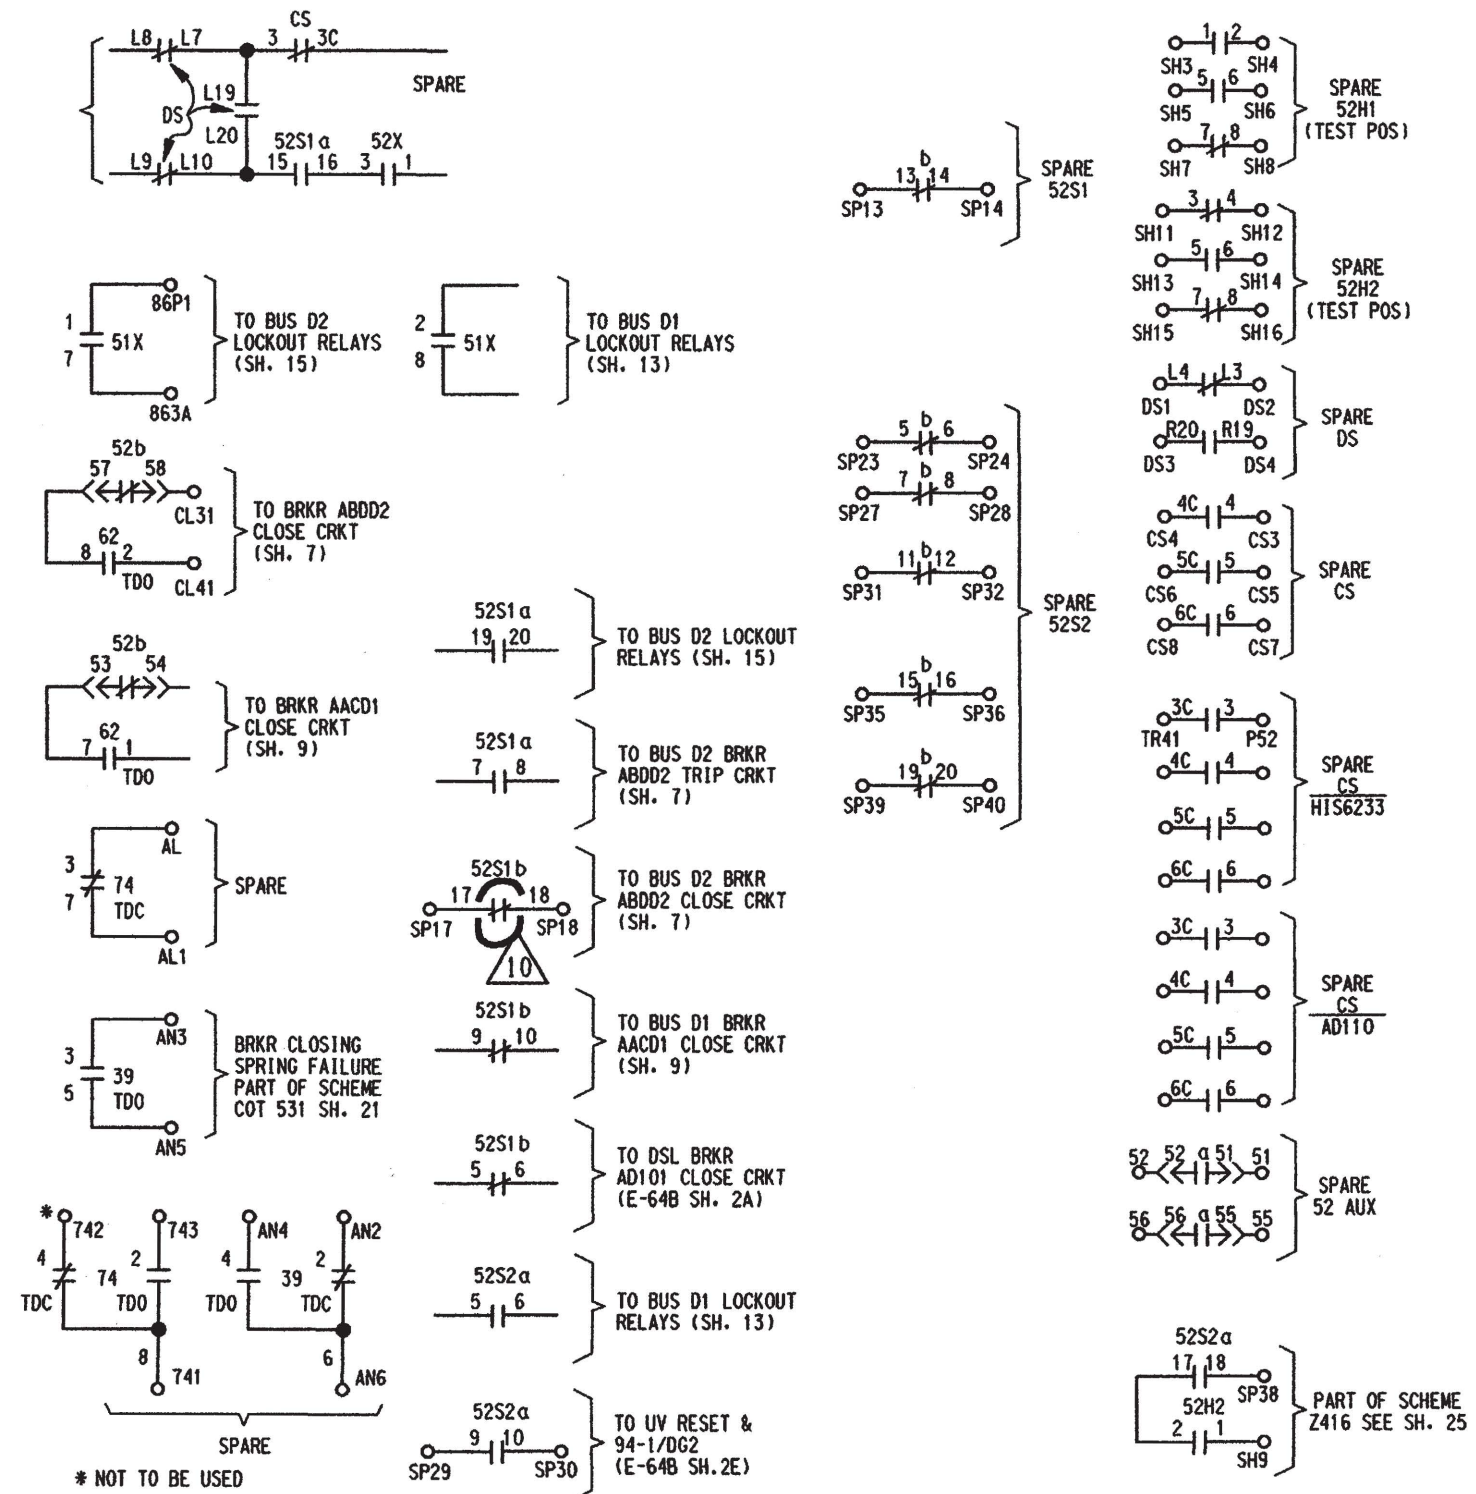 CS
L8 L7 3 3C
SPARE
L19
DS
L20
52S1a 52X
L9 L10 15 16 3 1
86P1
1
51X
7
863A
TO BUS D2
LOCKOUT RELAYS
(SH. 15)
2
51X
8
TO BUS D1
LOCKOUT RELAYS
(SH. 13)
52b
57 58
CL31
62
8 2
TDO CL41
TO BRKR ABDD2
CLOSE CRKT
(SH. 7)
52b
53 54
62
7 1
TDO
TO BRKR AACD1
CLOSE CRKT
(SH. 9)
AL
3
74
7 TDC
AL1
SPARE
AN3
3
39
5 TDO
AN5
BRKR CLOSING
SPRING FAILURE
PART OF SCHEME
COT 531 SH. 21
* 742 743 AN4 AN2
4 74 2 4 39 2
TDC TDO TDO TDC
8 6
741 AN6
SPARE
* NOT TO BE USED
52S1a
19 20
TO BUS D2 LOCKOUT
RELAYS (SH. 15)
52S1a
7 8
TO BUS D2 BRKR
ABDD2 TRIP CRKT
(SH. 7)
52S1b
17 18
SP17 SP18
10
TO BUS D2 BRKR
ABDD2 CLOSE CRKT
(SH. 7)
52S1b
9 10
TO BUS D1 BRKR
AACD1 CLOSE CRKT
(SH. 9)
52S1b
5 6
TO DSL BRKR
AD101 CLOSE CRKT
(E-64B SH. 2A)
52S2a
5 6
TO BUS D1 LOCKOUT
RELAYS (SH. 13)
52S2a
9 10
SP29 SP30
TO UV RESET &
94-1/DG2
(E-64B SH.2E)
b
13 14
SP13 SP14
SPARE
52S1
b
5 6
SP23 SP24
b
7 8
SP27 SP28
b
11 12
SP31 SP32
b
15 16
SP35 SP36
b
19 20
SP39 SP40
SPARE
52S2
1 2
SH3 SH4
5 6
SH5 SH6
7 8
SH7 SH8
SPARE
52H1
(TEST POS)
3 4
SH11 SH12
5 6
SH13 SH14
7 8
SH15 SH16
SPARE
52H2
(TEST POS)
L4 L3
DS1 DS2
R20 R19
DS3 DS4
SPARE
DS
4C 4
CS4 CS3
5C 5
CS6 CS5
6C 6
CS8 CS7
SPARE
CS
3C 3
TR41 P52
4C 4
5C 5
6C 6
SPARE
CS
HIS6233
3C 3
4C 4
5C 5
6C 6
SPARE
CS
AD110
52 52 a 51 51
56 56 a 55 55
SPARE
52 AUX
52S2a
17 18
SP38
52H2
2 1
SH9
PART OF SCHEME
Z416 SEE SH. 25